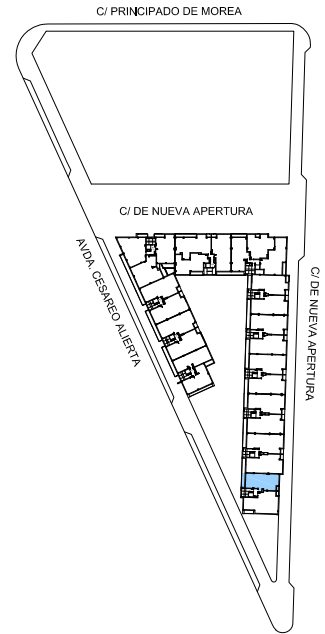 C/ PRINCIPADO DE MOREA
C/ DE NUEVA APERTURA
AVDA. CESAREO ALIERTA
C/ DE NUEVA APERTURA